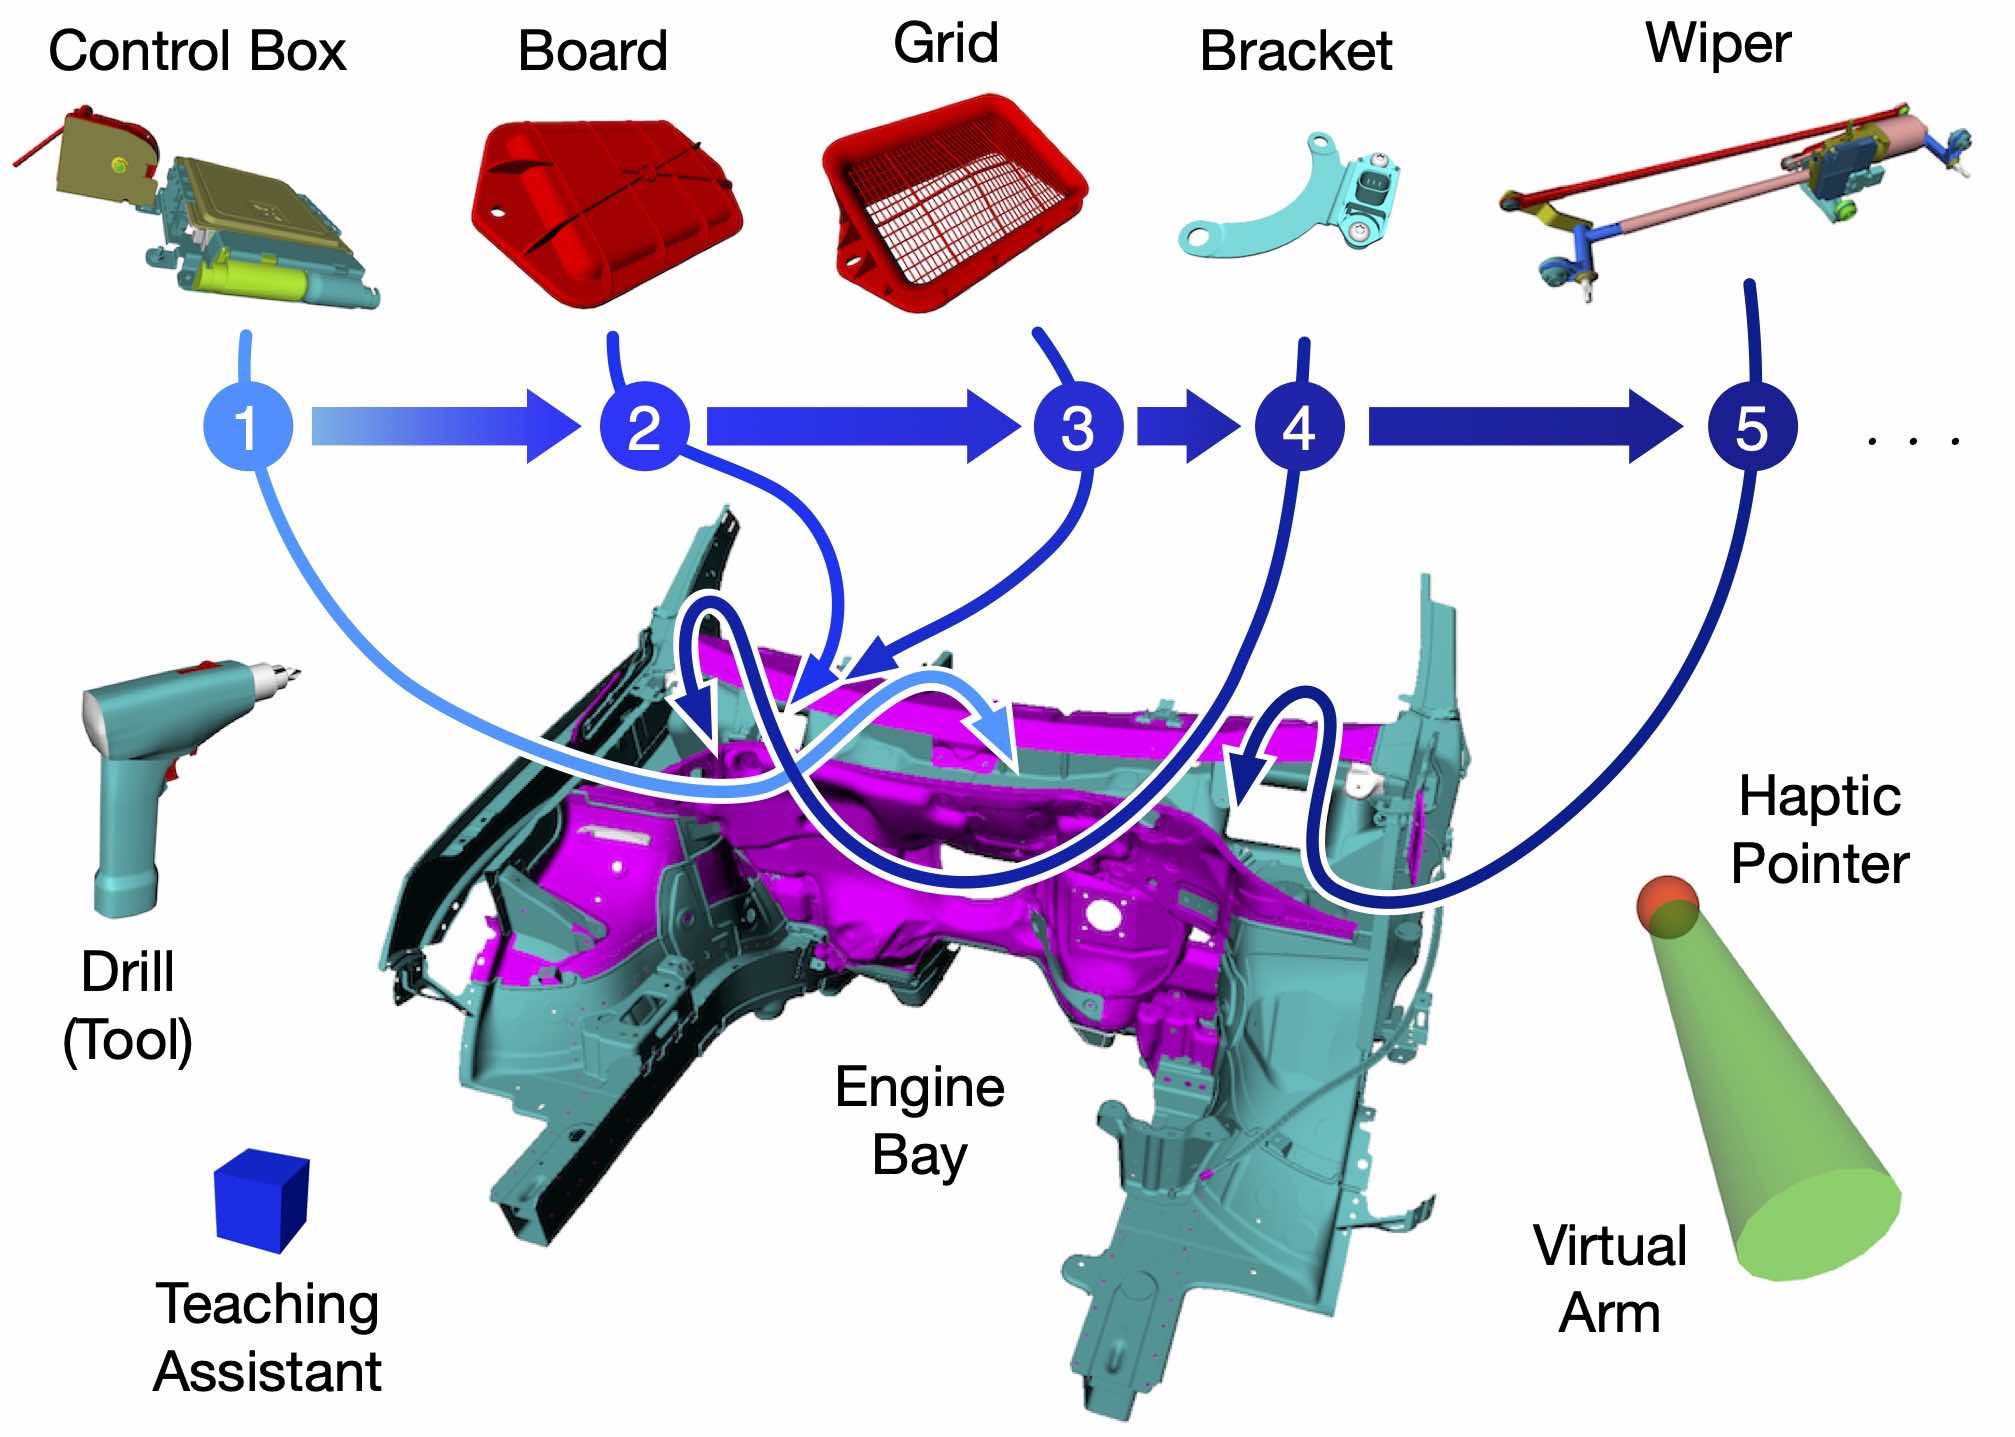 Control Box
Board
Grid
Bracket
Wiper
1
2
3
4
5
. . .
Drill
(Tool)
Teaching
Assistant
Engine
Bay
Haptic
Pointer
Virtual
Arm